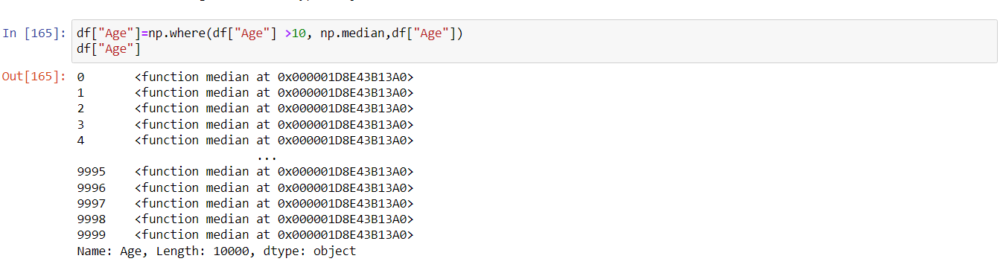 In [165]: df["Age"]=np.where(df["Age"] >10, np.median,df["Age"])
df["Age"]
Out[165]: 0 <function median at 0x000001D8E43B13A0>
1 <function median at 0x000001D8E43B13A0>
2 <function median at 0x000001D8E43B13A0>
3 <function median at 0x000001D8E43B13A0>
4 <function median at 0x000001D8E43B13A0>
...
9995 <function median at 0x000001D8E43B13A0>
9996 <function median at 0x000001D8E43B13A0>
9997 <function median at 0x000001D8E43B13A0>
9998 <function median at 0x000001D8E43B13A0>
9999 <function median at 0x000001D8E43B13A0>
Name: Age, Length: 10000, dtype: object